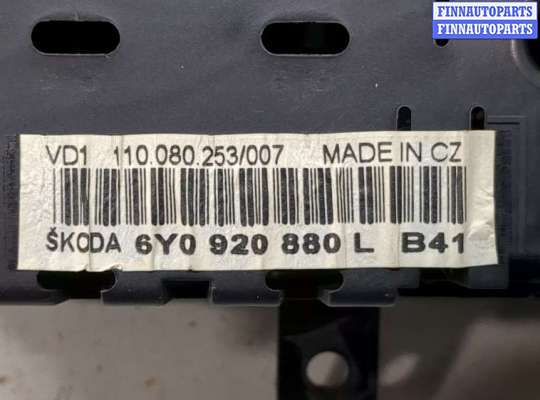 FINNAUTOPARTS
FINNAUTOPARTS
VD1 110.080.253/007 MADE IN CZ
ŠKODA 6Y0 920 880 L B41